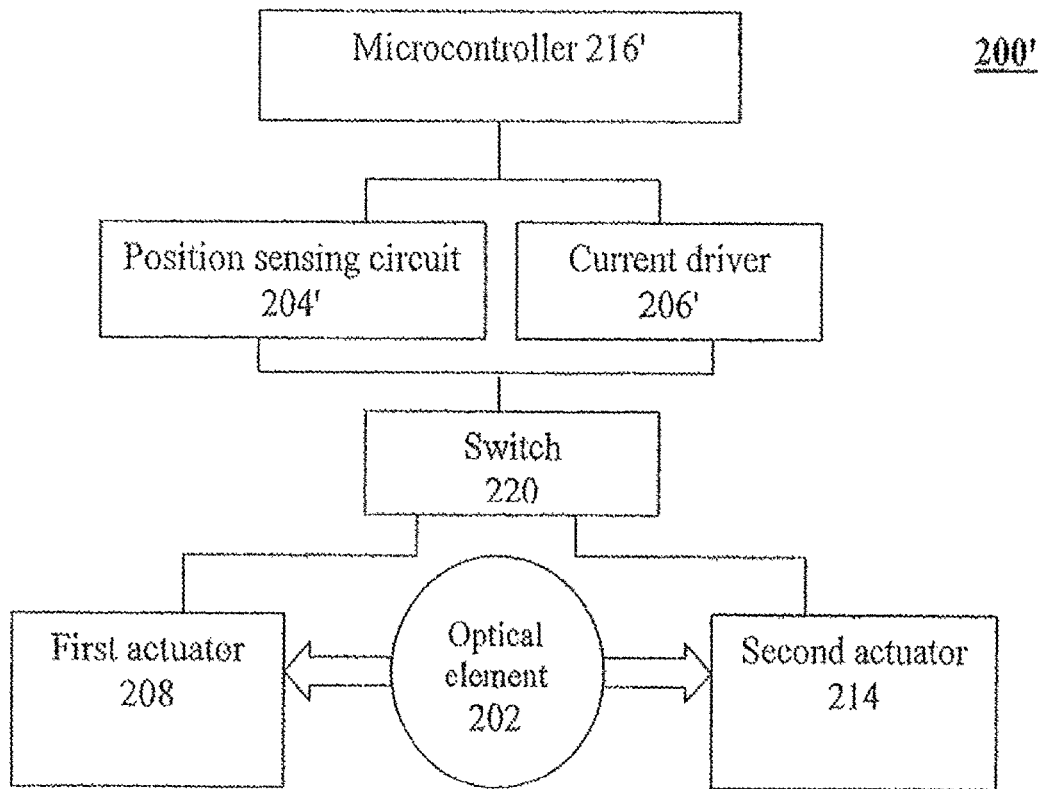 Microcontroller 216'
200'
Position sensing circuit
204'
Current driver
206'
Switch
220
First actuator
208
Optical
element
202
Second actuator
214